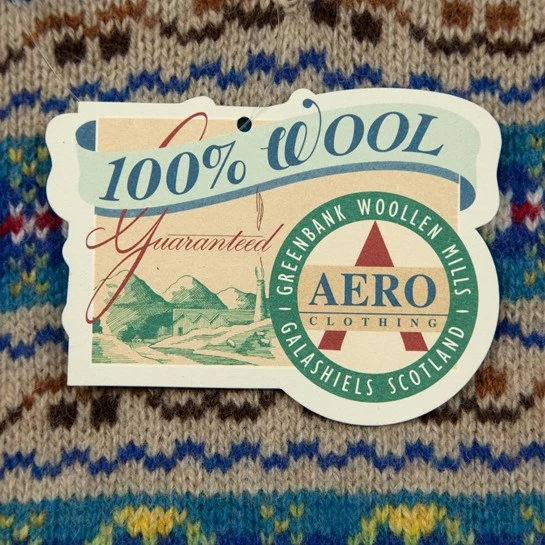 100% WOOL
Guaranteed
GREENBANK WOOLLEN MILLS
AERO
CLOTHING
GALASHIELS SCOTLAND